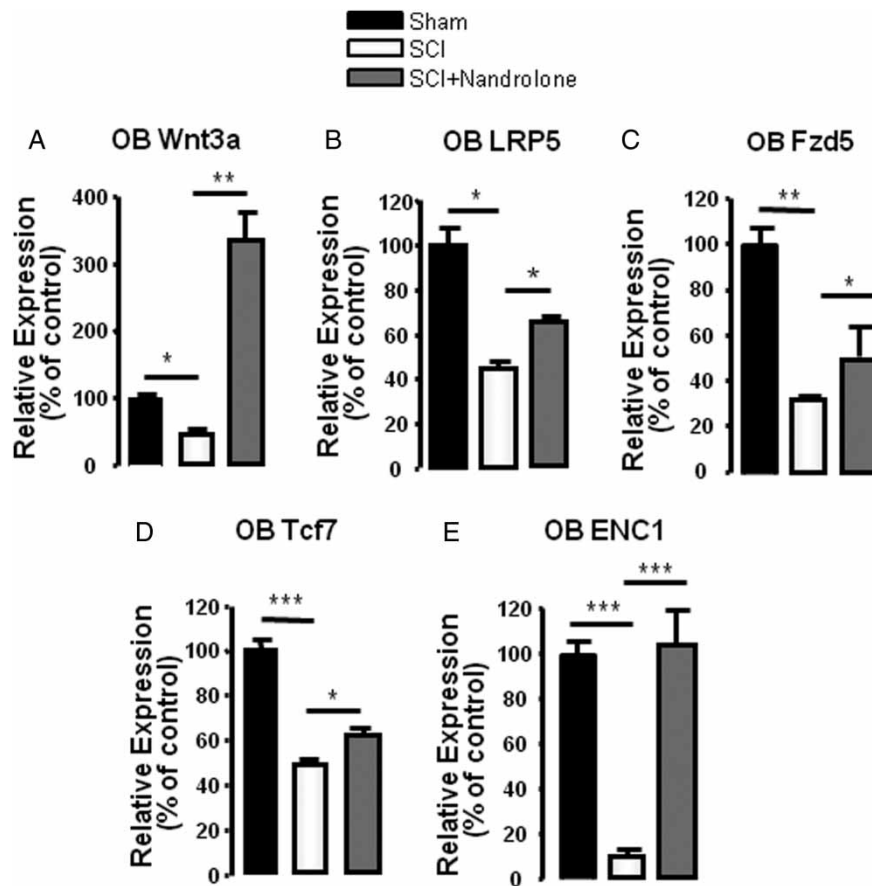 Sham
SCI
SCI+Nandrolone
A
OB Wnt3a
Relative Expression
(% of control)
400
300
200
100
0
*
**
B
OB LRP5
Relative Expression
(% of control)
120
100
80
60
40
20
0
*
*
C
OB Fzd5
Relative Expression
(% of control)
120
100
80
60
40
20
0
**
*
D
OB Tcf7
Relative Expression
(% of control)
120
100
80
60
40
20
0
***
*
E
OB ENC1
Relative Expression
(% of control)
120
100
80
60
40
20
0
***
***